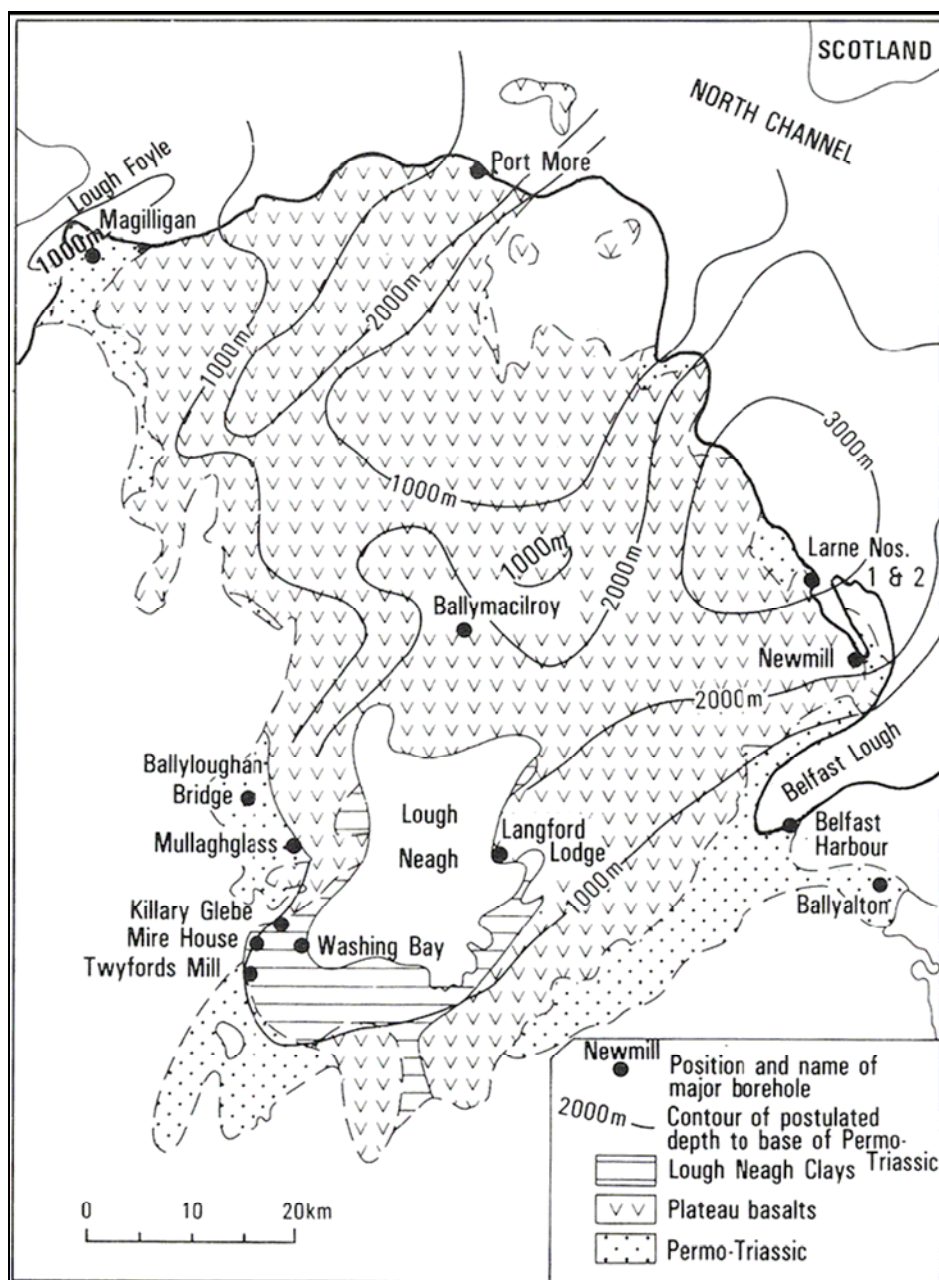 SCOTLAND
NORTH CHANNEL
Port More
Lough Foyle
Magilligan
1000m
2000m
1000m
3000m
1000m
1000m
2000m
Larne Nos.
1 & 2
Ballymacilroy
Newmill
2000m
Ballyloughan
Bridge
Lough
Neagh
Langford
Lodge
Belfast Lough
Belfast
Harbour
Mullaghglass
1000m
Ballyalton
Killary Glebe
Mire House
Washing Bay
Twyfords Mill
Newmill
Position and name of
major borehole
2000m
Contour of postulated
depth to base of Permo-
Triassic
Lough Neagh Clays
Plateau basalts
Permo-Triassic
0 10 20km